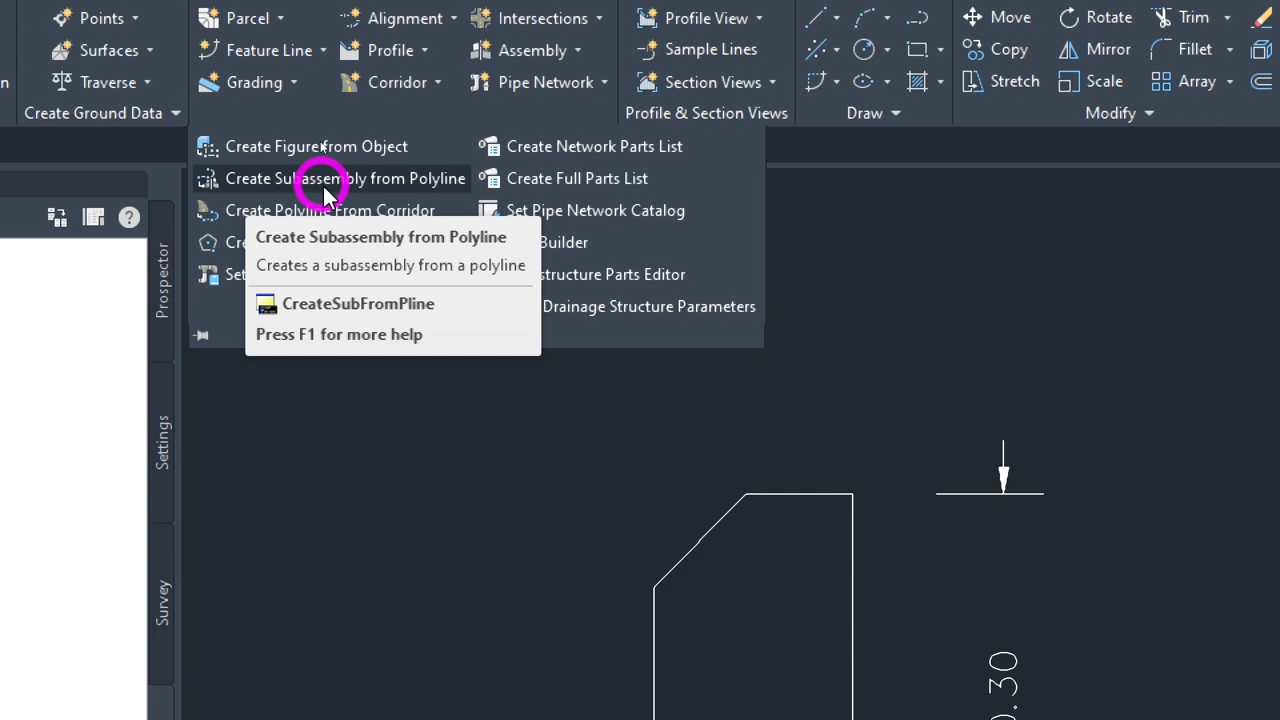 Points
Surfaces
Traverse
Create Ground Data
Parcel
Feature Line
Grading
Alignment
Profile
Corridor
Intersections
Assembly
Pipe Network
Profile View
Sample Lines
Section Views
Profile & Section Views
Draw
Move
Copy
Stretch
Rotate
Mirror
Scale
Trim
Fillet
Array
Modify
Create Figure from Object
Create Subassembly from Polyline
Create Polyline From Corridor
Cre
Set
Create Network Parts List
Create Full Parts List
Set Pipe Network Catalog
Builder
structure Parts Editor
Drainage Structure Parameters
Create Subassembly from Polyline
Creates a subassembly from a polyline
CreateSubFromPline
Press F1 for more help
Prospector
Settings
Survey
0.30